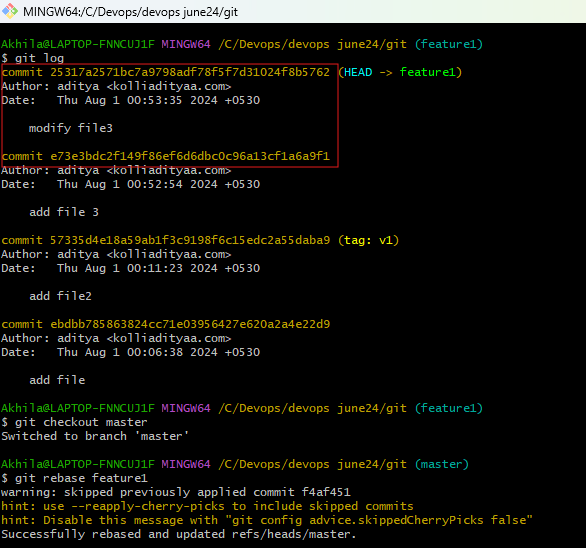 MINGW64:/C/Devops/devops june24/git
Akhila@LAPTOP-FNNCUJ1F MINGW64 /C/Devops/devops june24/git (feature1)
$ git log
commit 25317a2571bc7a9798adf78f5f7d31024f8b5762 (HEAD -> feature1)
Author: aditya <kolliadityaa.com>
Date:   Thu Aug 1 00:53:35 2024 +0530
modify file3
commit e73e3bdc2f149f86ef6d6dbc0c96a13cf1a6a9f1
Author: aditya <kolliadityaa.com>
Date:   Thu Aug 1 00:52:54 2024 +0530
add file 3
commit 57335d4e18a59ab1f3c9198f6c15edc2a55daba9 (tag: v1)
Author: aditya <kolliadityaa.com>
Date:   Thu Aug 1 00:11:23 2024 +0530
add file2
commit ebdbb785863824cc71e03956427e620a2a4e22d9
Author: aditya <kolliadityaa.com>
Date:   Thu Aug 1 00:06:38 2024 +0530
add file
Akhila@LAPTOP-FNNCUJ1F MINGW64 /C/Devops/devops june24/git (feature1)
$ git checkout master
Switched to branch 'master'
Akhila@LAPTOP-FNNCUJ1F MINGW64 /C/Devops/devops june24/git (master)
$ git rebase feature1
warning: skipped previously applied commit f4af451
hint: use --reapply-cherry-picks to include skipped commits
hint: Disable this message with "git config advice.skippedCherryPicks false"
Successfully rebased and updated refs/heads/master.